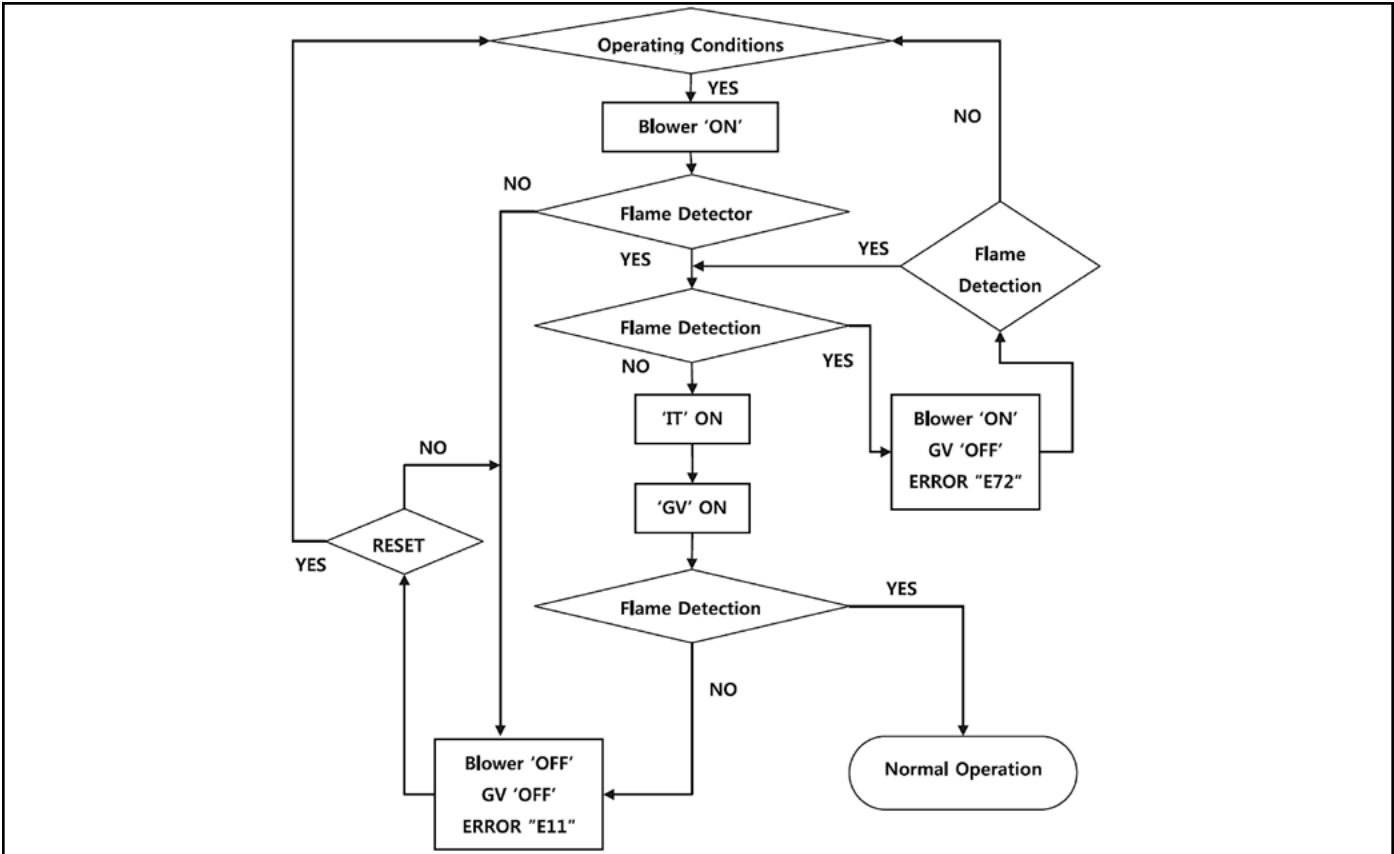 Operating Conditions
YES
NO
Blower ‘ON’
NO
Flame Detector
YES
YES
Flame
Detection
Flame Detection
NO
YES
‘IT’ ON
Blower ‘ON’
GV ‘OFF’
ERROR “E72”
NO
‘GV’ ON
RESET
YES
Flame Detection
YES
NO
Blower ‘OFF’
GV ‘OFF’
ERROR “E11”
Normal Operation